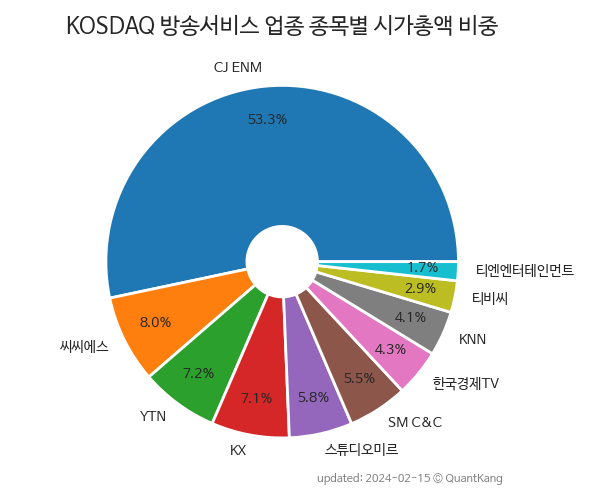 KOSDAQ 방송서비스 업종 종목별 시가총액 비중
CJ ENM
53.3%
씨씨에스
8.0%
YTN
7.2%
KX
7.1%
스튜디오미르
5.8%
SM C&C
5.5%
한국경제TV
4.3%
KNN
4.1%
티비씨
2.9%
티엔엔터테인먼트
1.7%
updated: 2024-02-15 © QuantKang